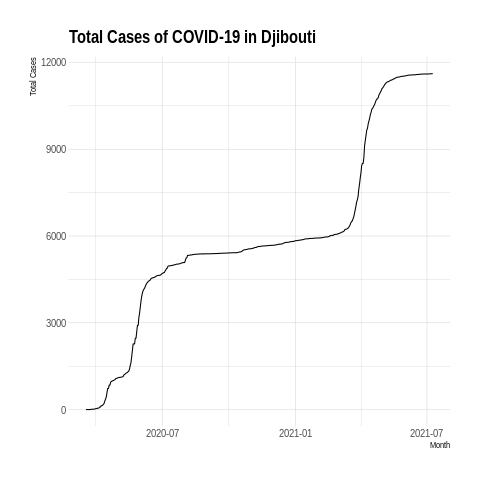 Total Cases of COVID-19 in Djibouti
Total Cases
12000
9000
6000
3000
0
2020-07
2021-01
2021-07
Month